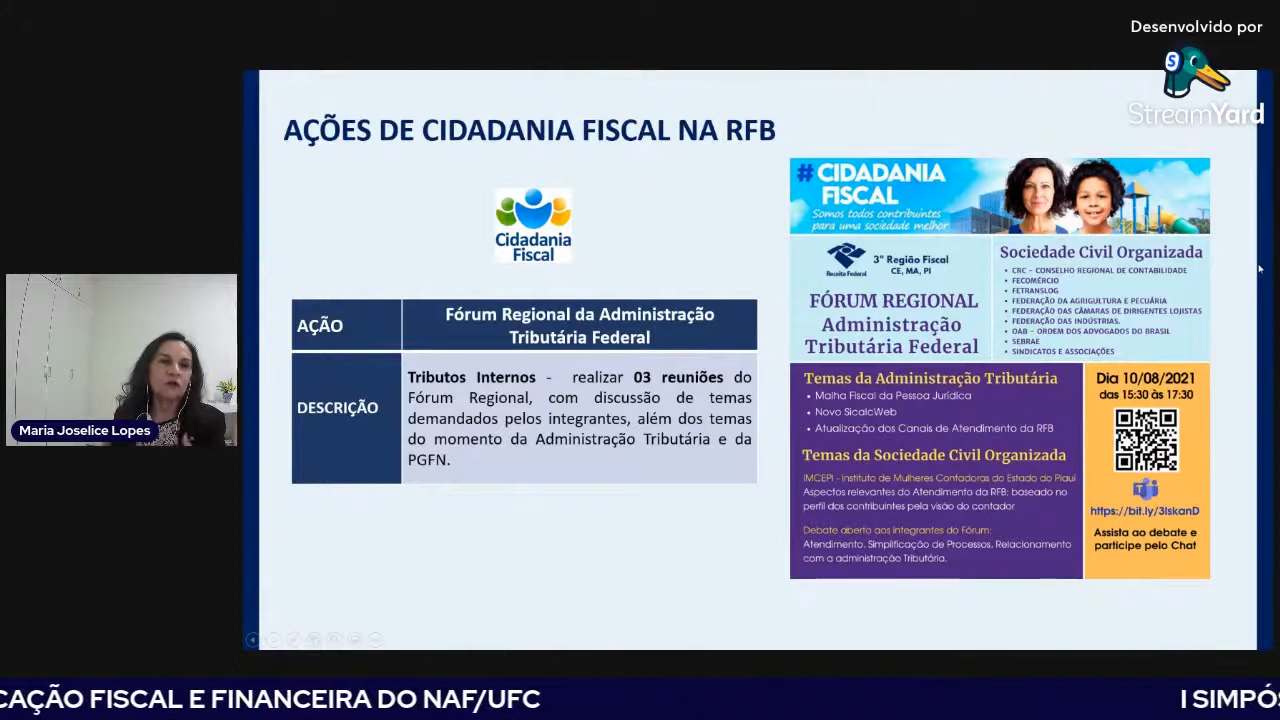 Desenvolvido por
StreamYard
AÇÕES DE CIDADANIA FISCAL NA RFB
Cidadania
Fiscal
AÇÃO
Fórum Regional da Administração
Tributária Federal
DESCRIÇÃO
Tributos Internos - realizar 03 reuniões do
Fórum Regional, com discussão de temas
demandados pelos integrantes, além dos temas
do momento da Administração Tributária e da
PGFN.
# CIDADANIA
FISCAL
Somos todos contribuintes
para uma sociedade melhor
Receita Federal
3ª Região Fiscal
CE, MA, PI
FÓRUM REGIONAL
Administração
Tributária Federal
Sociedade Civil Organizada
• CRC – CONSELHO REGIONAL DE CONTABILIDADE
• FECOMÉRCIO
• FETRANSLOG
• FEDERAÇÃO DA AGRIGULTURA E PECUÁRIA
• FEDERAÇÃO DAS CÂMARAS DE DIRIGENTES LOJISTAS
• FEDERAÇÃO DAS INDÚSTRIAS.
• OAB – ORDEM DOS ADVOGADOS DO BRASIL
• SEBRAE
• SINDICATOS E ASSOCIAÇÕES
Temas da Administração Tributária
• Malha Fiscal da Pessoa Jurídica
• Novo SicalcWeb
• Atualização dos Canais de Atendimento da RFB
Temas da Sociedade Civil Organizada
IMCEPI - Instituto de Mulheres Contadoras do Estado do Piauí
Aspectos relevantes do Atendimento da RFB: baseado no
perfil dos contribuintes pela visão do contador
Debate aberto aos integrantes do Fórum:
Atendimento, Simplificação de Processos, Relacionamento
com a administração Tributária.
Dia 10/08/2021
das 15:30 às 17:30
https://bit.ly/3lskanD
Assista ao debate e
participe pelo Chat
Maria Joselice Lopes
CAÇÃO FISCAL E FINANCEIRA DO NAF/UFC
I SIMPÓS